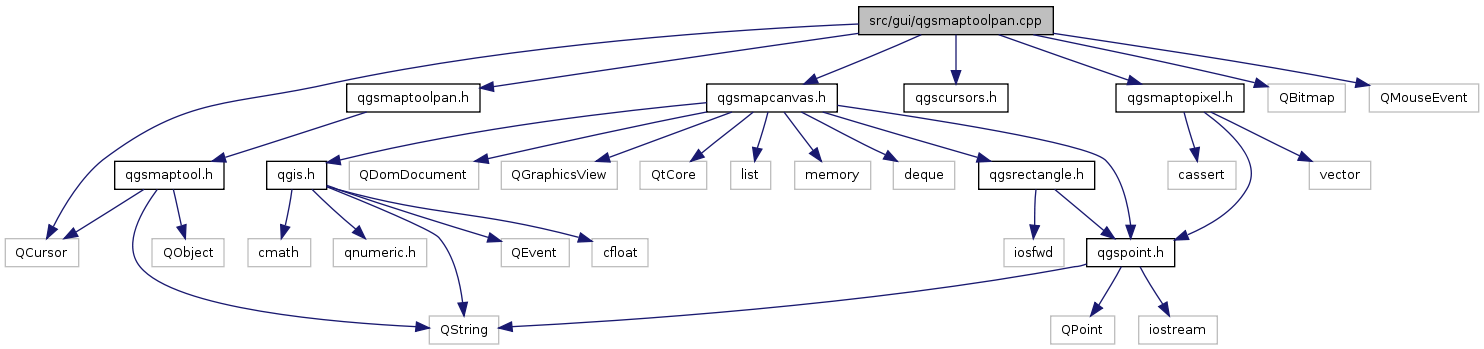 src/gui/qgsmaptoolpan.cpp
qgsmaptoolpan.h
qgsmapcanvas.h
qgscursors.h
qgsmaptopixel.h
QBitmap
QMouseEvent
qgsmaptool.h
qgis.h
QDomDocument
QGraphicsView
QtCore
list
memory
deque
qgsrectangle.h
cassert
vector
QCursor
QObject
cmath
qnumeric.h
QEvent
cfloat
iosfwd
qgspoint.h
QString
QPoint
iostream